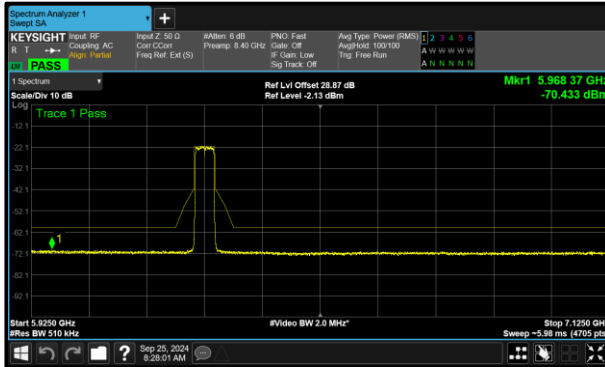 Spectrum Analyzer 1
Swept SA
KEYSIGHT Input: RF Input Z: 50 Ω #Atten: 6 dB PNO: Fast Avg Type: Power (RMS) 1 2 3 4 5 6
R T Coupling: AC Corr CCorr Preamp: 8.40 GHz Gate: Off Avg|Hold: 100/100 A W W W W W
Align: Partial Freq Ref: Ext (S) IF Gain: Low Trig: Free Run
PASS Sig Track: Off A N N N N N
1 Spectrum Ref Lvl Offset 28.87 dB Mkr1 5.968 37 GHz
Scale/Div 10 dB Ref Level -2.13 dBm -70.433 dBm
Log
Trace 1 Pass
-12.1
-22.1
-32.1
-42.1
-52.1
-62.1
1
-72.1
-82.1
-92.1
Start 5.9250 GHz #Video BW 2.0 MHz* Stop 7.1250 GHz
#Res BW 510 kHz Sweep ~5.98 ms (4705 pts)
? Sep 25, 2024
8:28:01 AM